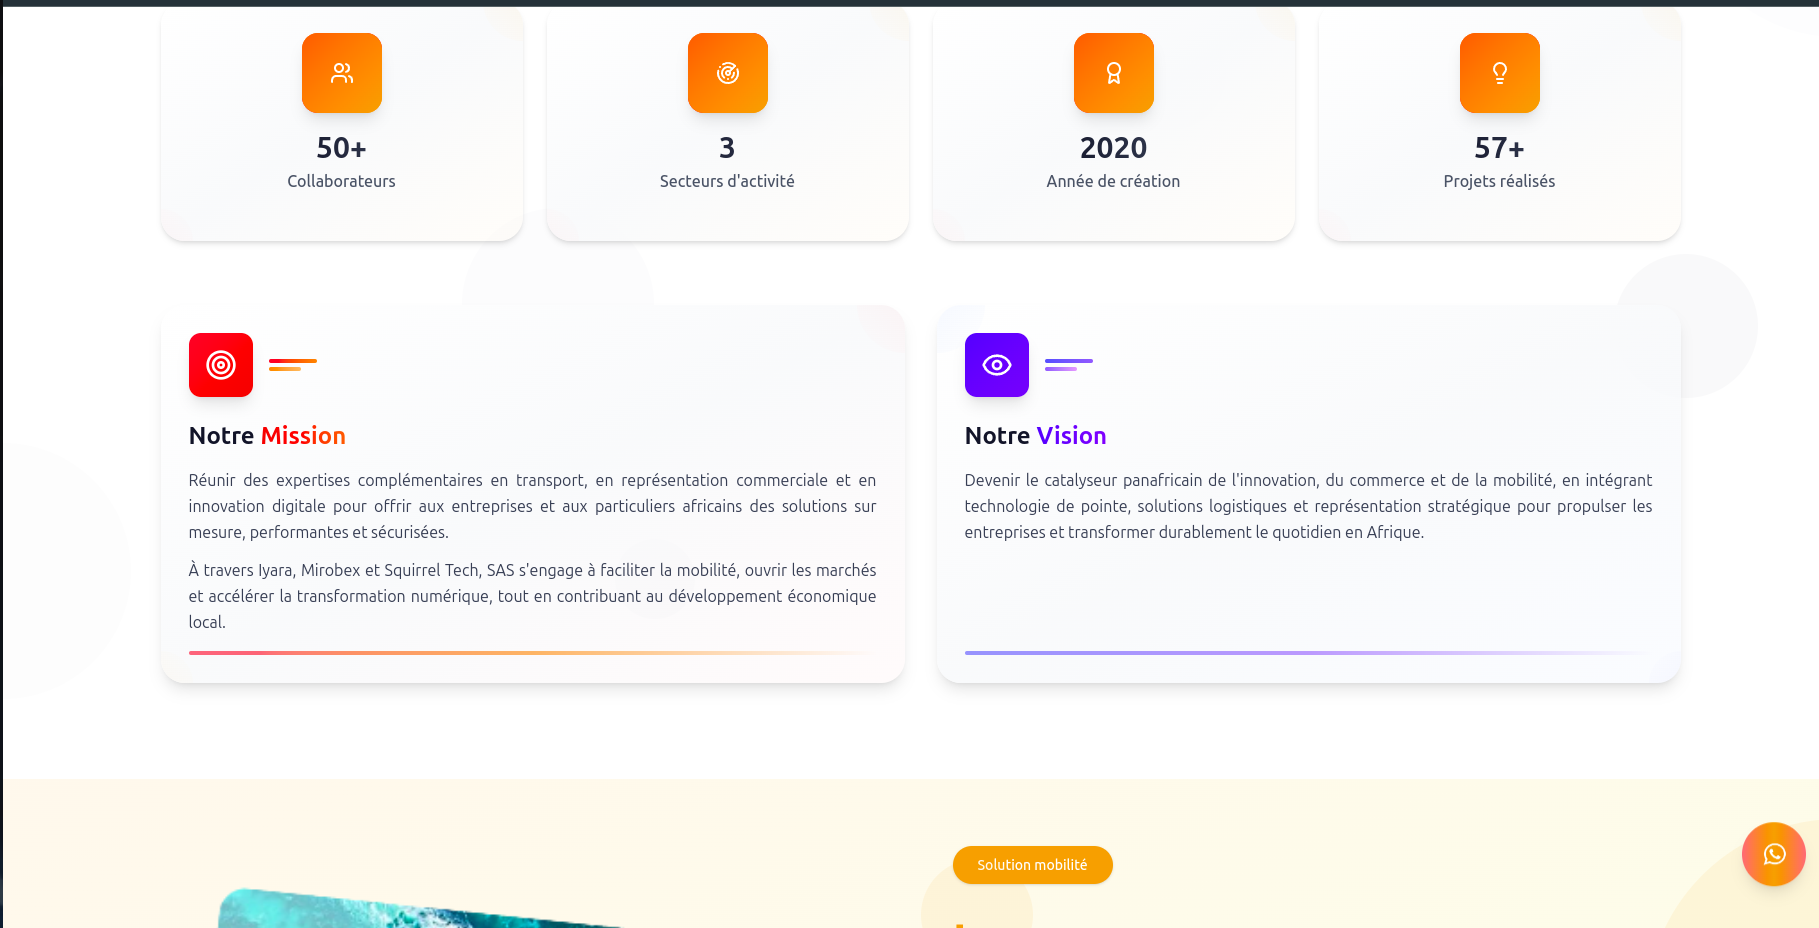 50+
Collaborateurs
3
Secteurs d'activité
2020
Année de création
57+
Projets réalisés
Notre Mission
Réunir des expertises complémentaires en transport, en représentation commerciale et en
innovation digitale pour offrir aux entreprises et aux particuliers africains des solutions sur
mesure, performantes et sécurisées.
À travers Iyara, Mirobex et Squirrel Tech, SAS s'engage à faciliter la mobilité, ouvrir les marchés
et accélérer la transformation numérique, tout en contribuant au développement économique
local.
Notre Vision
Devenir le catalyseur panafricain de l'innovation, du commerce et de la mobilité, en intégrant
technologie de pointe, solutions logistiques et représentation stratégique pour propulser les
entreprises et transformer durablement le quotidien en Afrique.
Solution mobilité